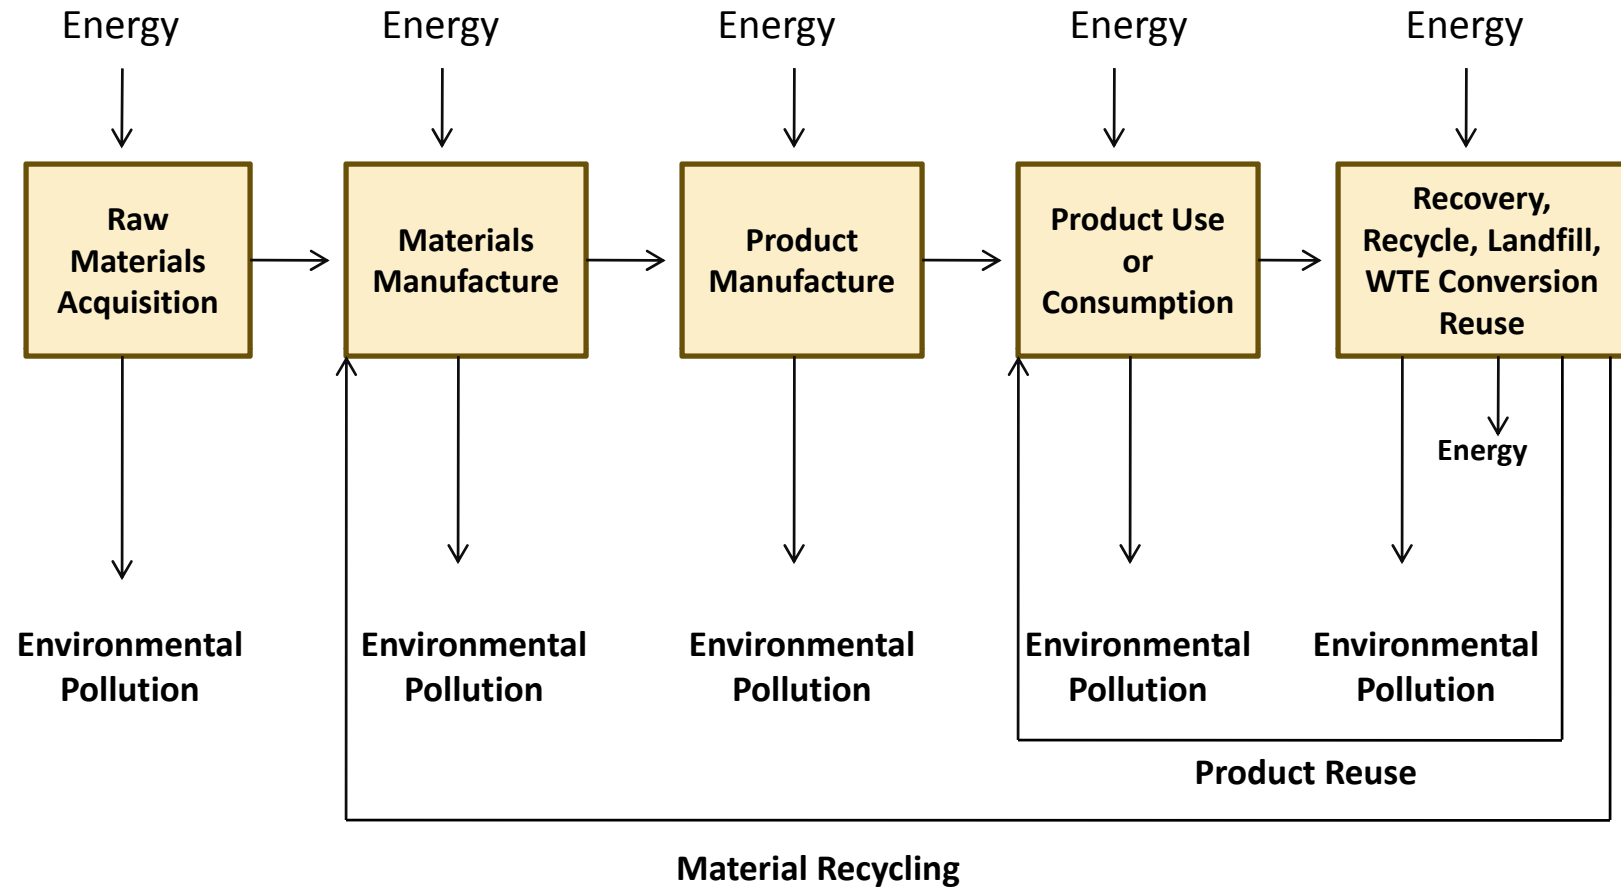 Energy
Energy
Energy
Energy
Energy
Raw
Materials
Acquisition
Materials
Manufacture
Product
Manufacture
Product Use
or
Consumption
Recovery,
Recycle, Landfill,
WTE Conversion
Reuse
Energy
Environmental
Pollution
Environmental
Pollution
Environmental
Pollution
Environmental
Pollution
Environmental
Pollution
Product Reuse
Material Recycling